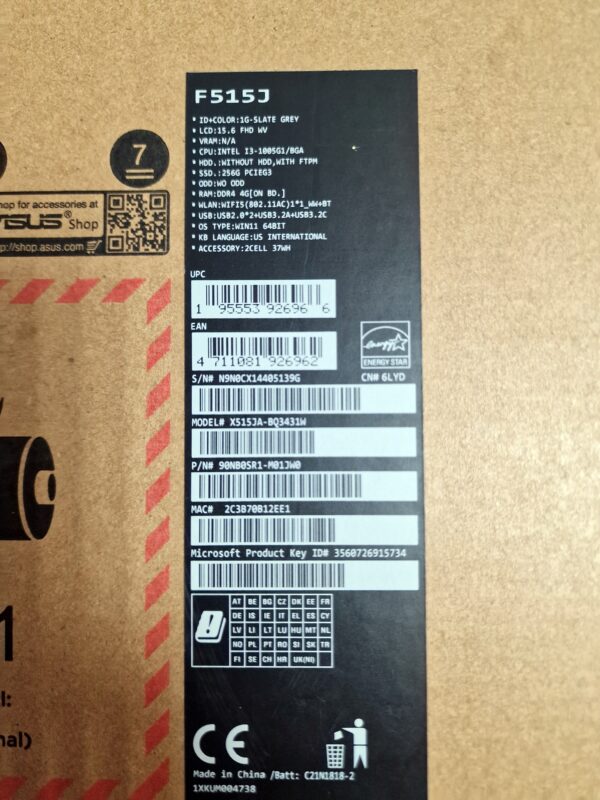 F515J
* ID+COLOR:1G-SLATE GREY
* LCD:15.6 FHD WV
* VRAM:N/A
* CPU:INTEL I3-1005G1/BGA
* HDD.:WITHOUT HDD,WITH FTPM
* SSD.:256G PCIEG3
* ODD:WO ODD
* RAM:DDR4 4G[ON BD.]
* WLAN:WIFI5(802.11AC)1*1_WW+BT
* USB:USB2.0*2+USB3.2A+USB3.2C
* OS TYPE:WIN11 64BIT
* KB LANGUAGE:US INTERNATIONAL
* ACCESSORY:2CELL 37WH
7
hop for accessories at
/SUS® Shop
http://shop.asus.com
UPC
1 95553 92696 6
EAN
4 711081 926962
ENERGY STAR
S/N# N9N0CX14405139G
CN# 6LYD
MODEL# X515JA-BQ3431W
P/N# 90NB0SR1-M01JW0
MAC# 2C3B70B12EE1
Microsoft Product Key ID# 3560726915734
AT BE BG CZ DK EE FR
DE IS IE IT EL ES CY
LV LI LT LU HU MT NL
NO PL PT RO SI SK TR
FI SE CH HR UK(NI)
1
l:
nal)
CE
Made in China /Batt: C21N1818-2
1XKUM004738